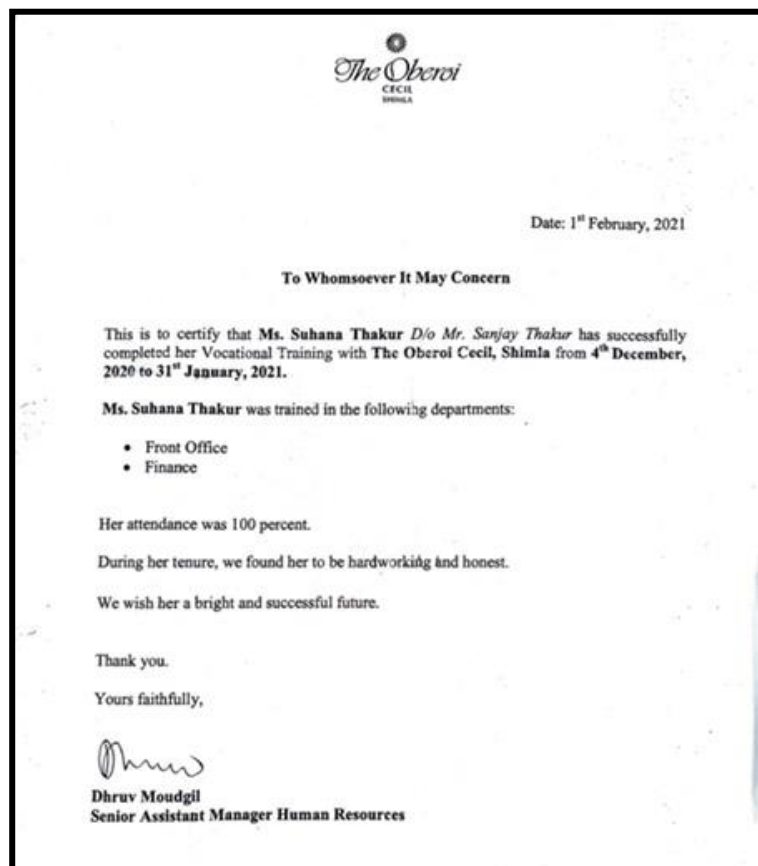 The Oberoi
CECIL
SHIMLA
Date: 1st February, 2021
To Whomsoever It May Concern
This is to certify that Ms. Suhana Thakur D/o Mr. Sanjay Thakur has successfully
completed her Vocational Training with The Oberoi Cecil, Shimla from 4th December,
2020 to 31st January, 2021.
Ms. Suhana Thakur was trained in the following departments:
• Front Office
• Finance
Her attendance was 100 percent.
During her tenure, we found her to be hardworking and honest.
We wish her a bright and successful future.
Thank you.
Yours faithfully,
Dhruv
Dhruv Moudgil
Senior Assistant Manager Human Resources